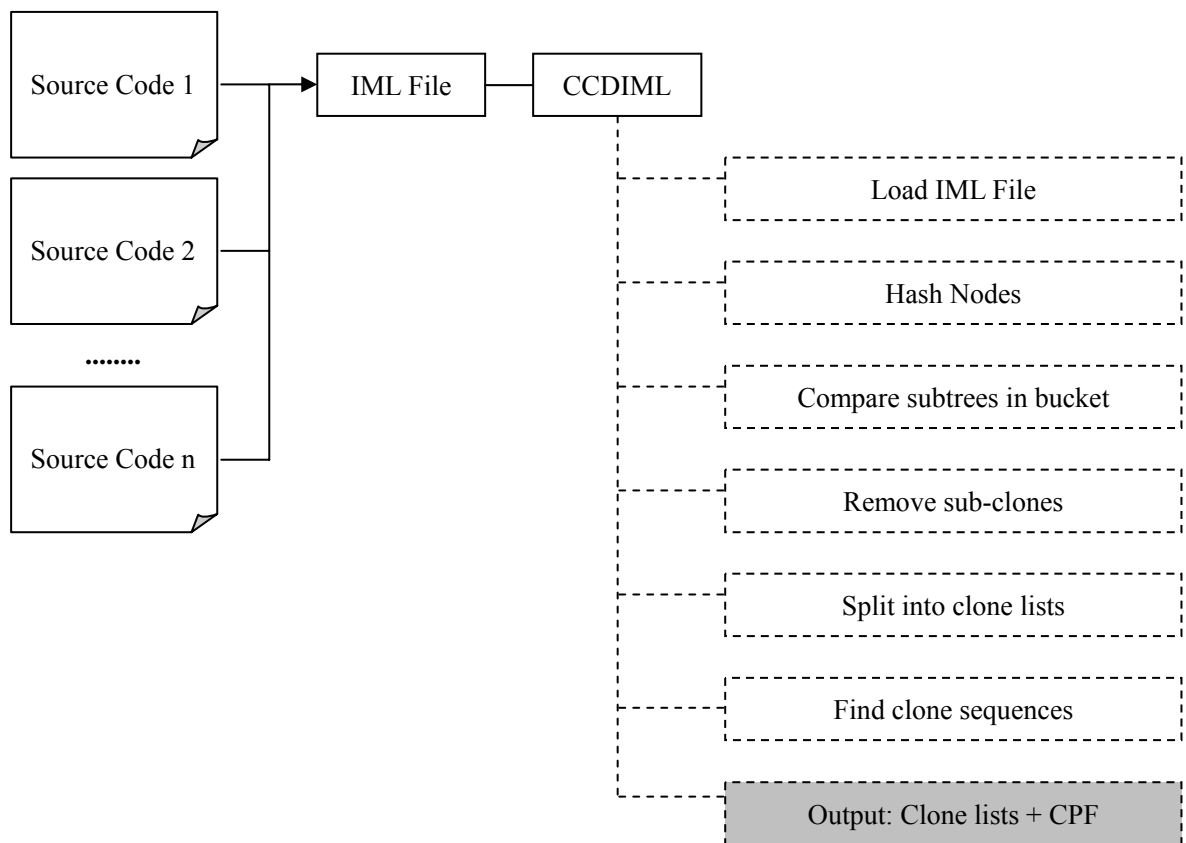 Source Code 1
IML File
CCDIML
Load IML File
Source Code 2
Hash Nodes
........
Compare subtrees in bucket
Source Code n
Remove sub-clones
Split into clone lists
Find clone sequences
Output: Clone lists + CPF